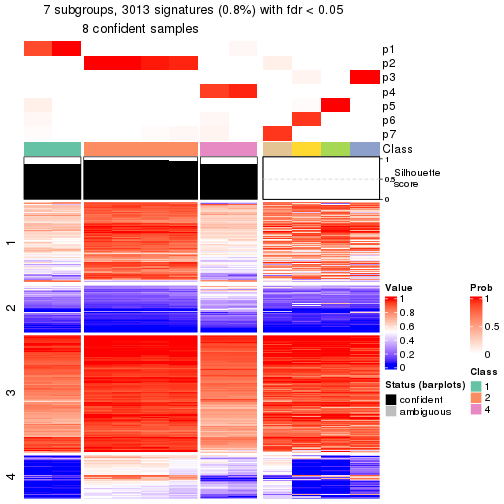 7 subgroups, 3013 signatures (0.8%) with fdr < 0.05
8 confident samples
p1
p2
p3
p4
p5
p6
p7
Class
1
0.5
0
Silhouette
score
1
2
3
4
Value
1
0.8
0.6
0.4
0.2
0
Prob
1
0.5
0
Status (barplots)
confident
ambiguous
Class
1
2
4